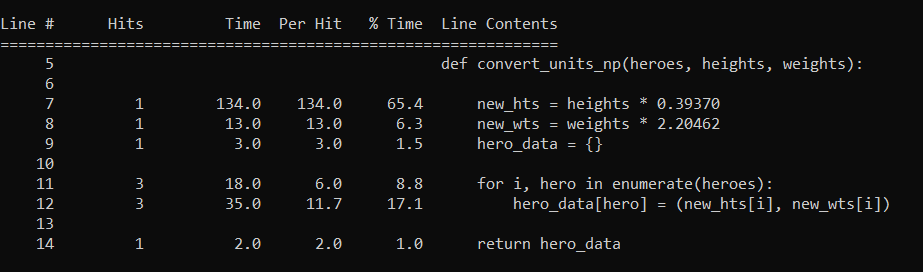 Line #      Hits         Time  Per Hit   % Time  Line Contents
==============================================================
     5                                           def convert_units_np(heroes, heights, weights):
     6
     7         1        134.0    134.0     65.4      new_hts = heights * 0.39370
     8         1         13.0     13.0      6.3      new_wts = weights * 2.20462
     9         1          3.0      3.0      1.5      hero_data = {}
    10
    11         3         18.0      6.0      8.8      for i, hero in enumerate(heroes):
    12         3         35.0     11.7     17.1          hero_data[hero] = (new_hts[i], new_wts[i])
    13
    14         1          2.0      2.0      1.0      return hero_data